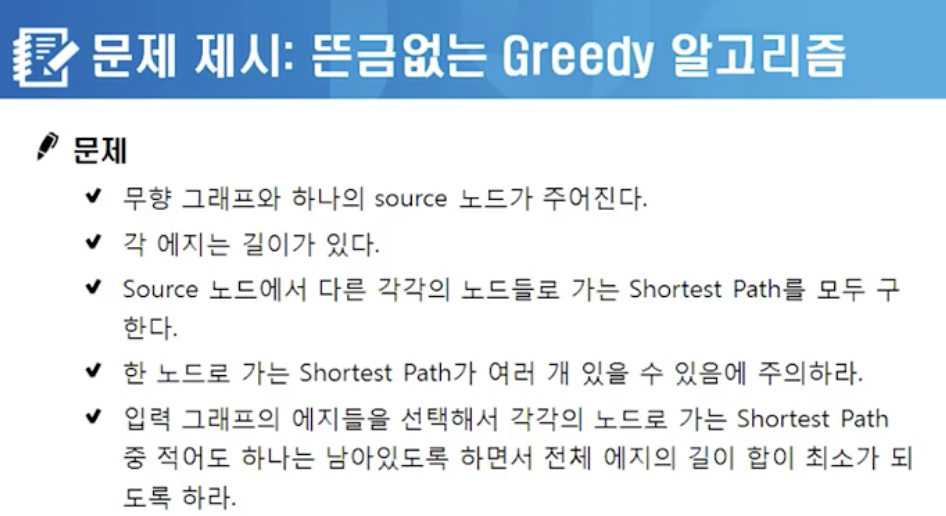 문제 제시: 뜬금없는 Greedy 알고리즘
문제
무향 그래프와 하나의 source 노드가 주어진다.
각 에지는 길이가 있다.
Source 노드에서 다른 각각의 노드들로 가는 Shortest Path를 모두 구
한다.
한 노드로 가는 Shortest Path가 여러 개 있을 수 있음에 주의하라.
입력 그래프의 에지들을 선택해서 각각의 노드로 가는 Shortest Path
중 적어도 하나는 남아있도록 하면서 전체 에지의 길이 합이 최소가 되
도록 하라.